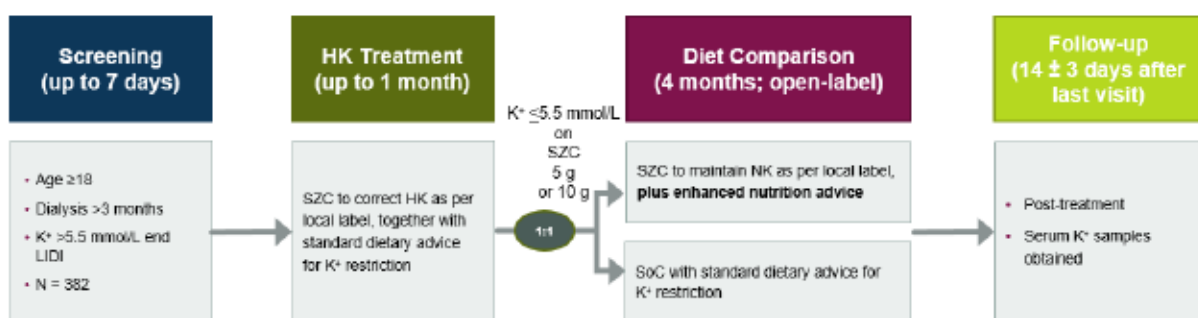 Screening
(up to 7 days)
HK Treatment
(up to 1 month)
Diet Comparison
(4 months; open-label)
Follow-up
(14 ± 3 days after
last visit)
• Age ≥18
• Dialysis >3 months
• K⁺ >5.5 mmol/L end
LIDI
• N = 382
SZC to correct HK as per
local label, together with
standard dietary advice
for K⁺ restriction
K⁺ ≤5.5 mmol/L
on
SZC
5 g
or 10 g
1:1
SZC to maintain NK as per local label,
plus enhanced nutrition advice
SoC with standard dietary advice for
K⁺ restriction
• Post-treatment
• Serum K⁺ samples
obtained